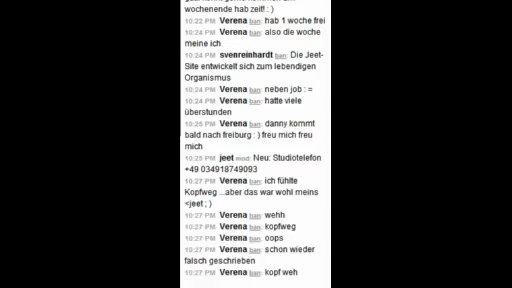 wochenende hab zeif! : )
10:22 PM Verena ban: hab 1 woche frei
10:24 PM Verena ban: also die woche
meine ich
10:24 PM svenreinhardt ban: Die Jeet-
Site entwickelt sich zum lebendigen
Organismus
10:24 PM Verena ban: neben job : =
10:24 PM Verena ban: hatte viele
überstunden
10:25 PM Verena ban: danny kommt
bald nach freiburg : ) freu mich freu
mich
10:25 PM jeet mod: Neu: Studiotelefon
+49 034918749093
10:27 PM Verena ban: ich fühlte
Kopfweg ...aber das war wohl meins
<jeet ; )
10:27 PM Verena ban: wehh
10:27 PM Verena ban: kopfweg
10:27 PM Verena ban: oops
10:27 PM Verena ban: schon wieder
falsch geschrieben
10:27 PM Verena ban: kopf weh